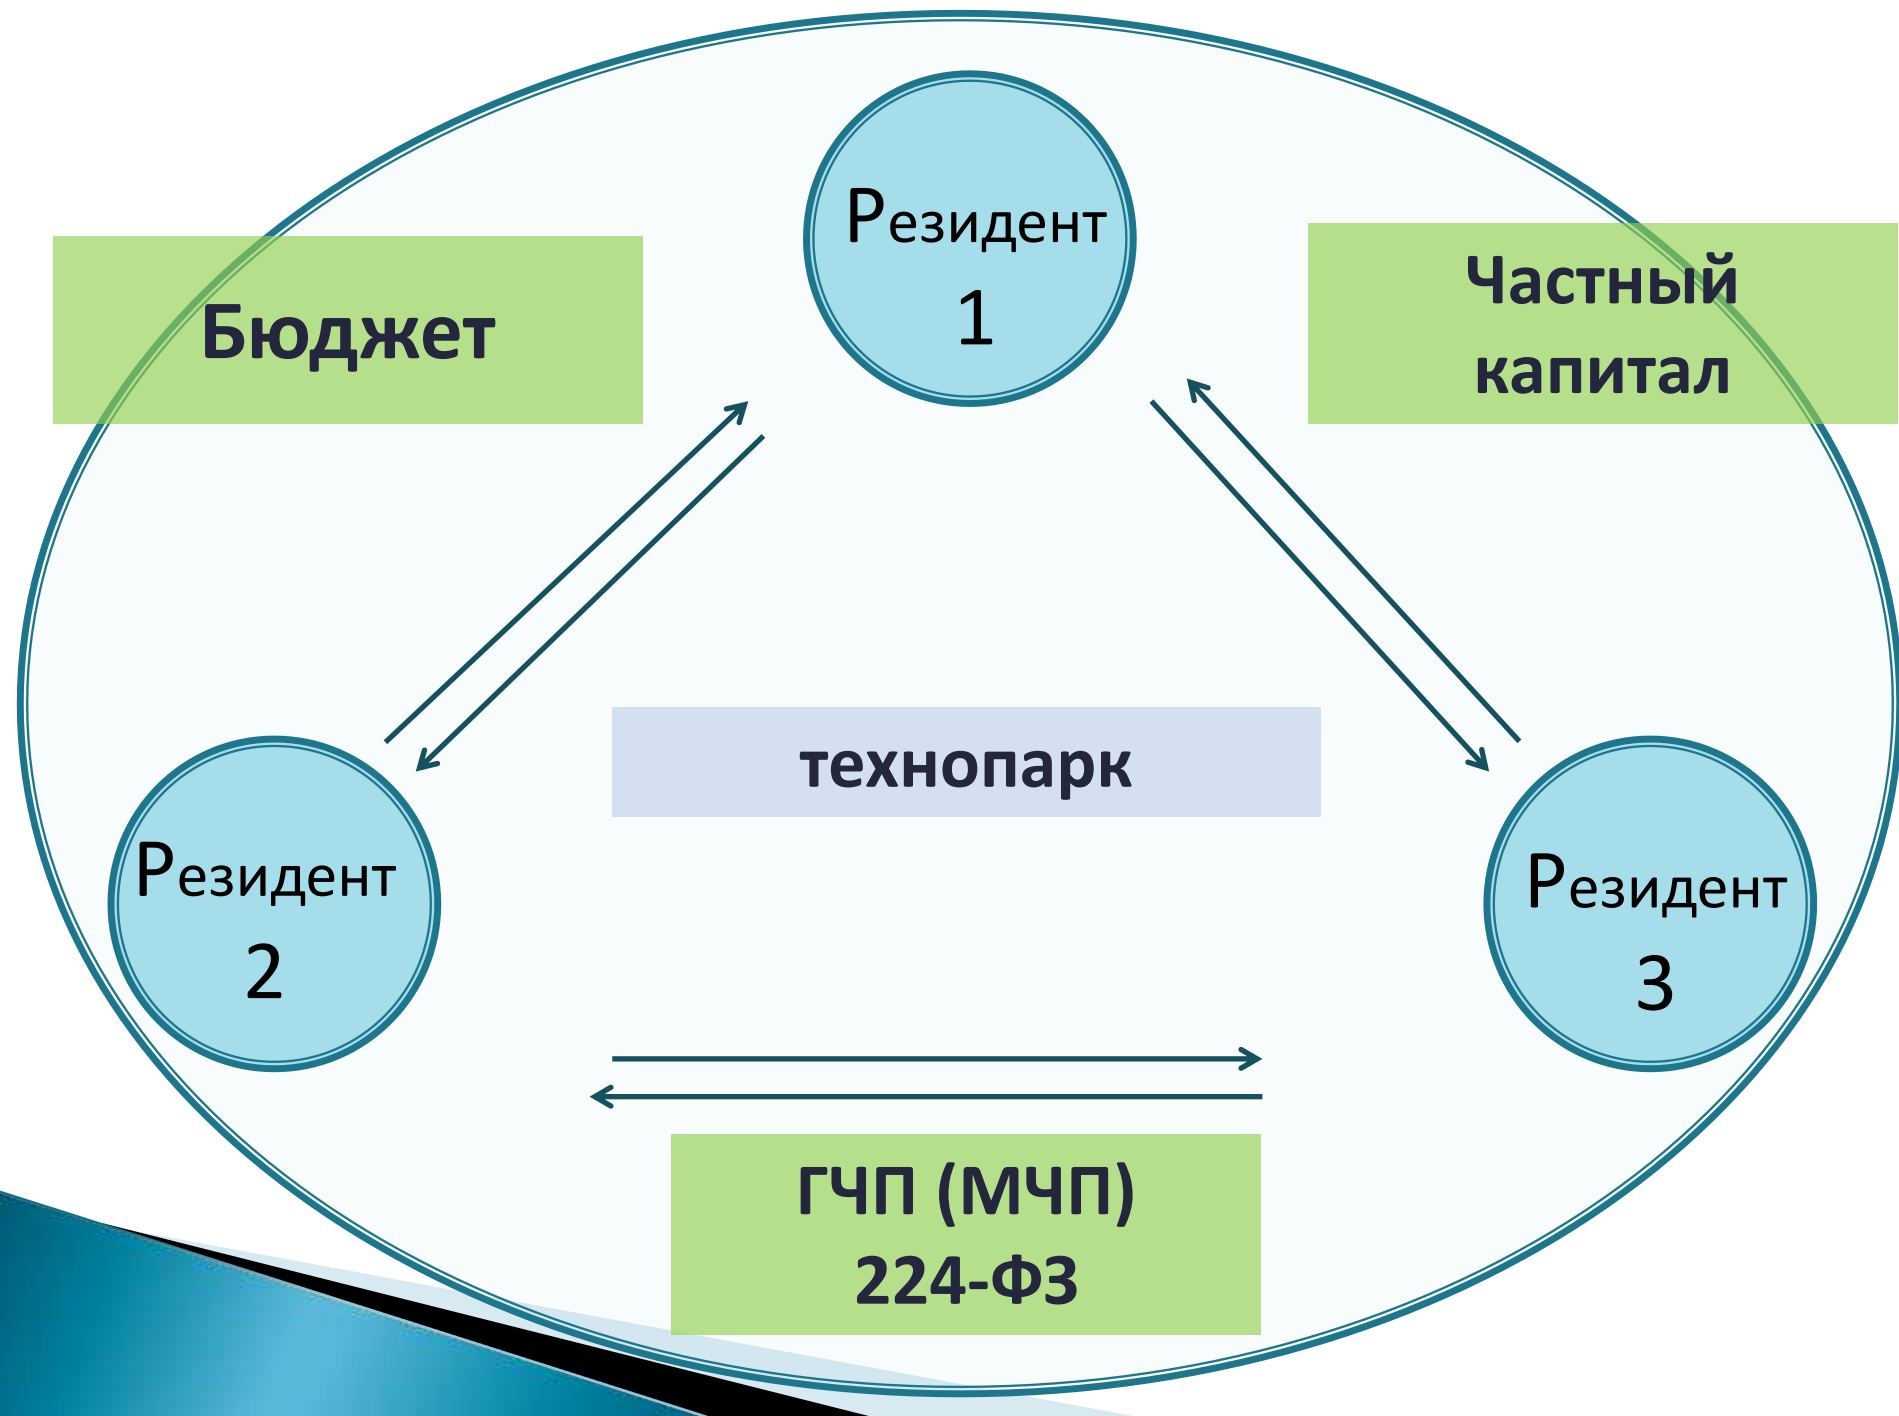 Резидент
1
Бюджет
Частный
капитал
технопарк
Резидент
2
Резидент
3
ГЧП (МЧП)
224-ФЗ